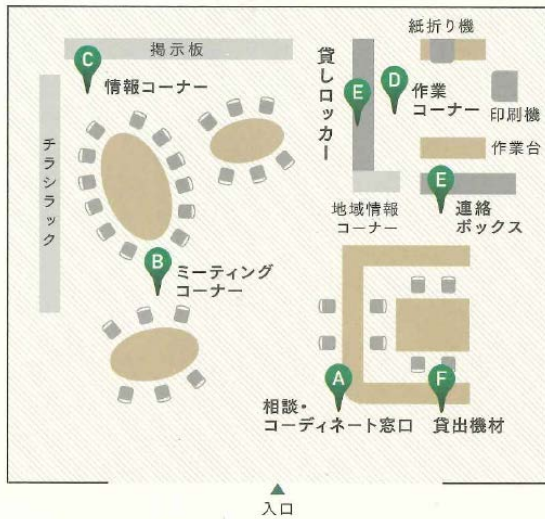 紙折り機
掲示板
C
情報コーナー
貸しロッカー
E
D
作業
コーナー
印刷機
作業台
チラシラック
地域情報
コーナー
E
連絡
ボックス
B
ミーティング
コーナー
A
相談・
コーディネート窓口
F
貸出機材
入口